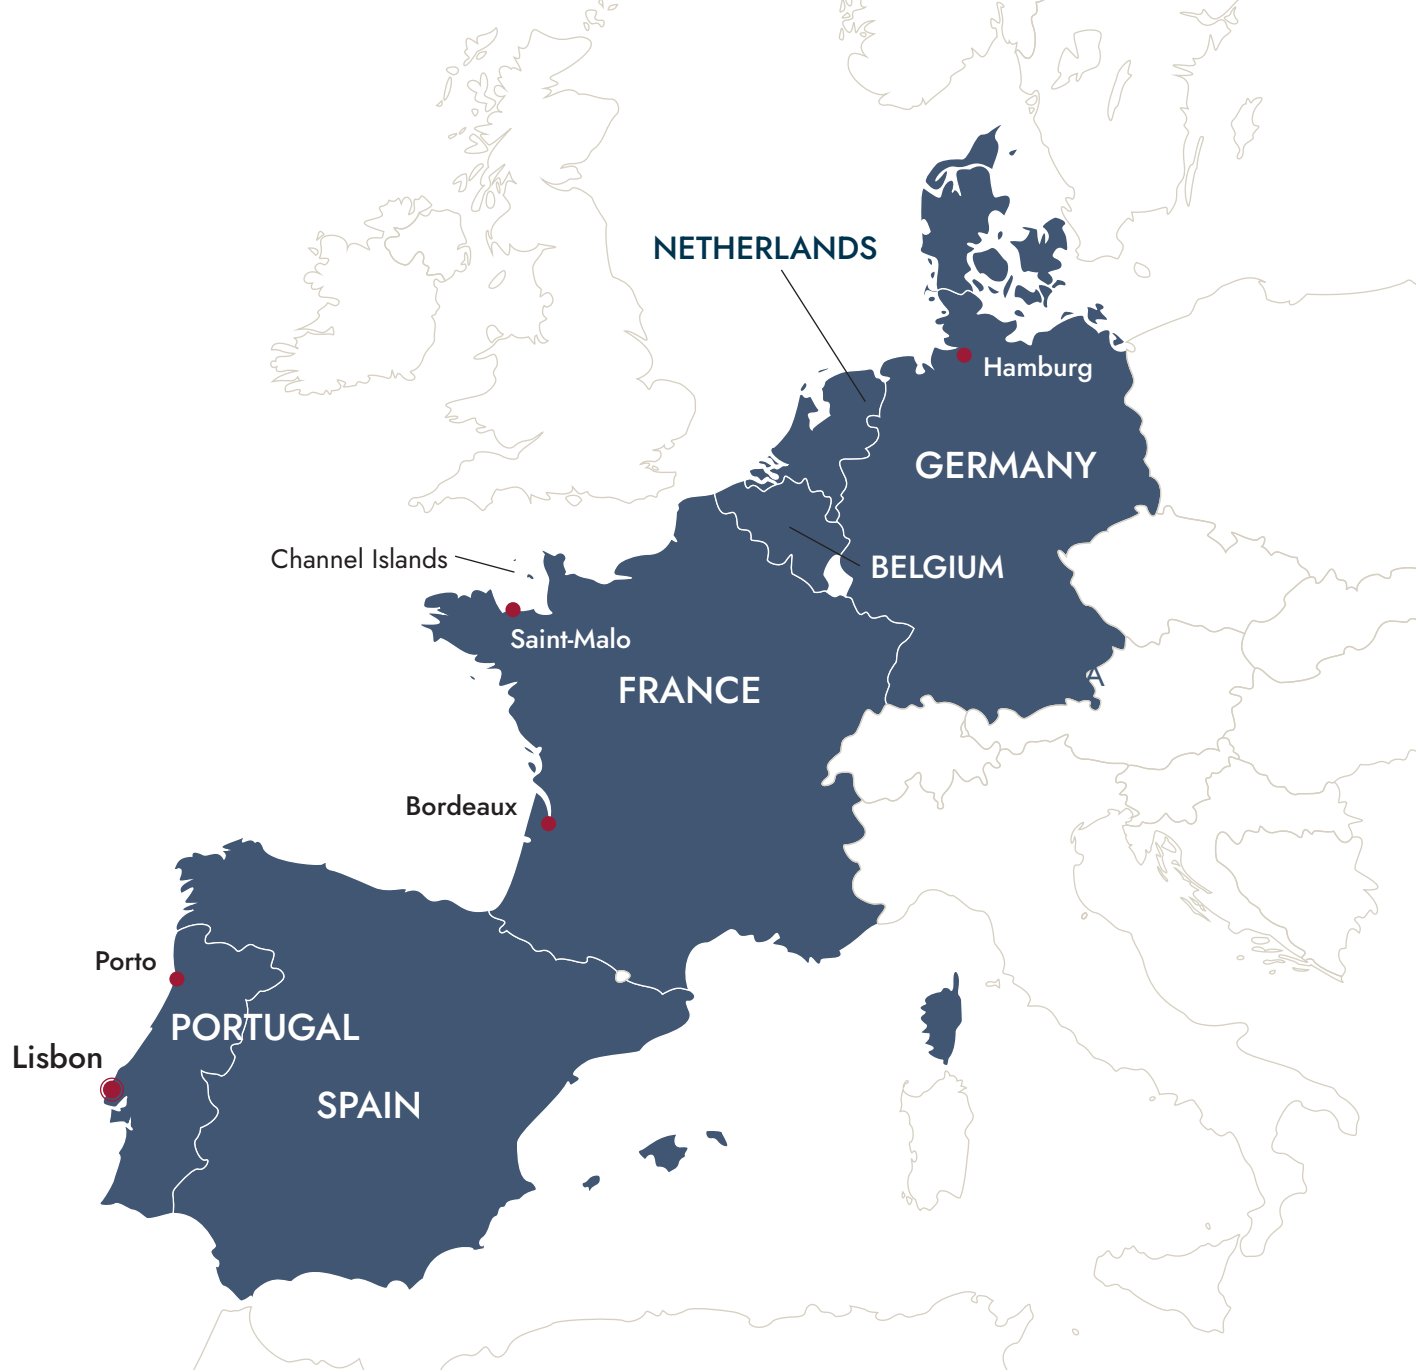 NETHERLANDS
Hamburg
GERMANY
Channel Islands
BELGIUM
Saint-Malo
A
FRANCE
Bordeaux
Porto
PORTUGAL
Lisbon
SPAIN